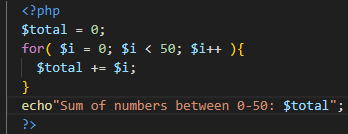 <?php
$total = 0;
for( $i = 0; $i < 50; $i++ ){
  $total += $i;
}
echo"Sum of numbers between 0-50: $total";
?>